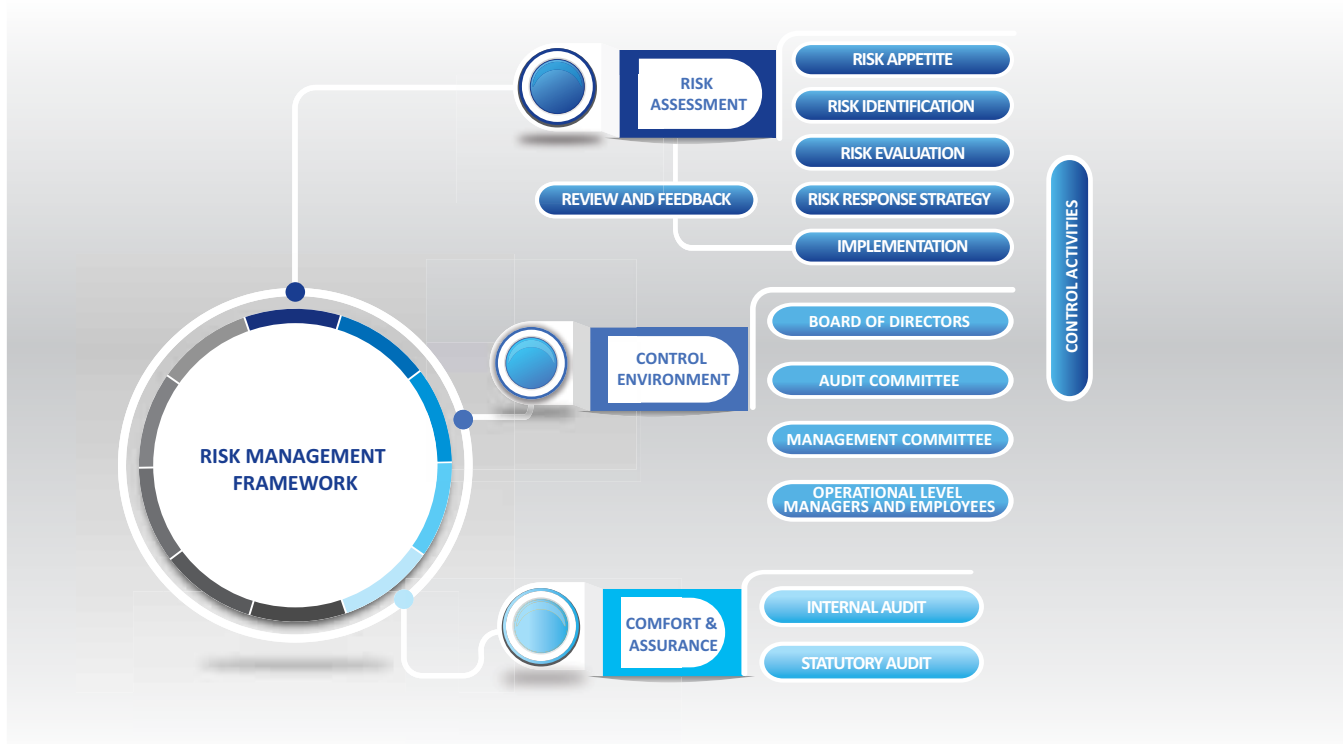 RISK
ASSESSMENT
RISK APPETITE
RISK IDENTIFICATION
RISK EVALUATION
RISK RESPONSE STRATEGY
IMPLEMENTATION
REVIEW AND FEEDBACK
CONTROL ACTIVITIES
RISK MANAGEMENT
FRAMEWORK
CONTROL
ENVIRONMENT
BOARD OF DIRECTORS
AUDIT COMMITTEE
MANAGEMENT COMMITTEE
OPERATIONAL LEVEL
MANAGERS AND EMPLOYEES
COMFORT &
ASSURANCE
INTERNAL AUDIT
STATUTORY AUDIT